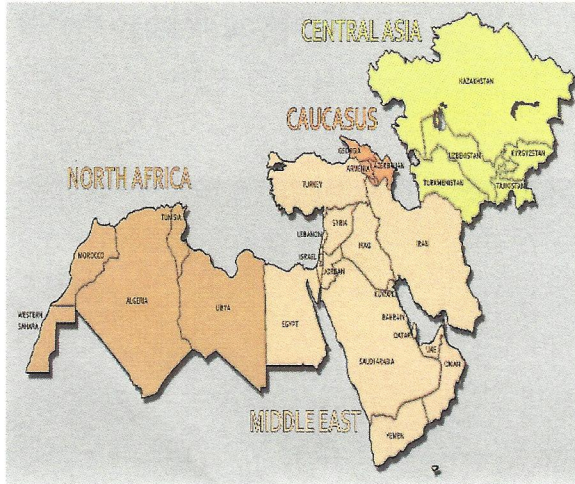 CENTRAL ASIA
KAZAKHSTAN
CAUCASUS
GEORGIA
UZBEKISTAN
KYRGYZSTAN
ARMENIA
AZERBAIJAN
TURKEY
TURKMENISTAN
TAJIKISTAN
NORTH AFRICA
TUNISIA
SYRIA
LEBANON
IRAQ
IRAN
MOROCCO
ISRAEL
JORDAN
ALGERIA
LIBYA
EGYPT
KUWAIT
WESTERN
SAHARA
BAHRAIN
QATAR
UAE
SAUDI ARABIA
OMAN
MIDDLE EAST
YEMEN